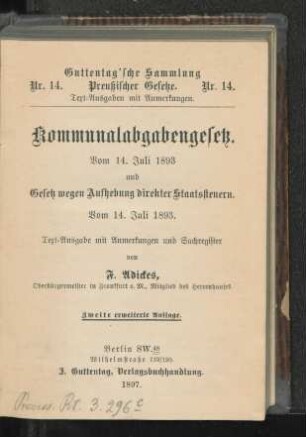 Guttentag'sche Sammlung
Nr. 14. Preußischer Gesetze. Nr. 14.
Text-Ausgaben mit Anmerkungen.
Kommunalabgabengesetz.
Vom 14. Juli 1893
und
Gesetz wegen Aufhebung direkter Staatssteuern.
Vom 14. Juli 1893.
Text-Ausgabe mit Anmerkungen und Sachregister
von
F. Adickes,
Oberbürgermeister in Frankfurt a. M., Mitglied des Herrenhauses
Zweite erweiterte Auflage.
Berlin SW.
Wilhelmstraße 119/120.
J. Guttentag, Verlagsbuchhandlung.
1897.
3. 296